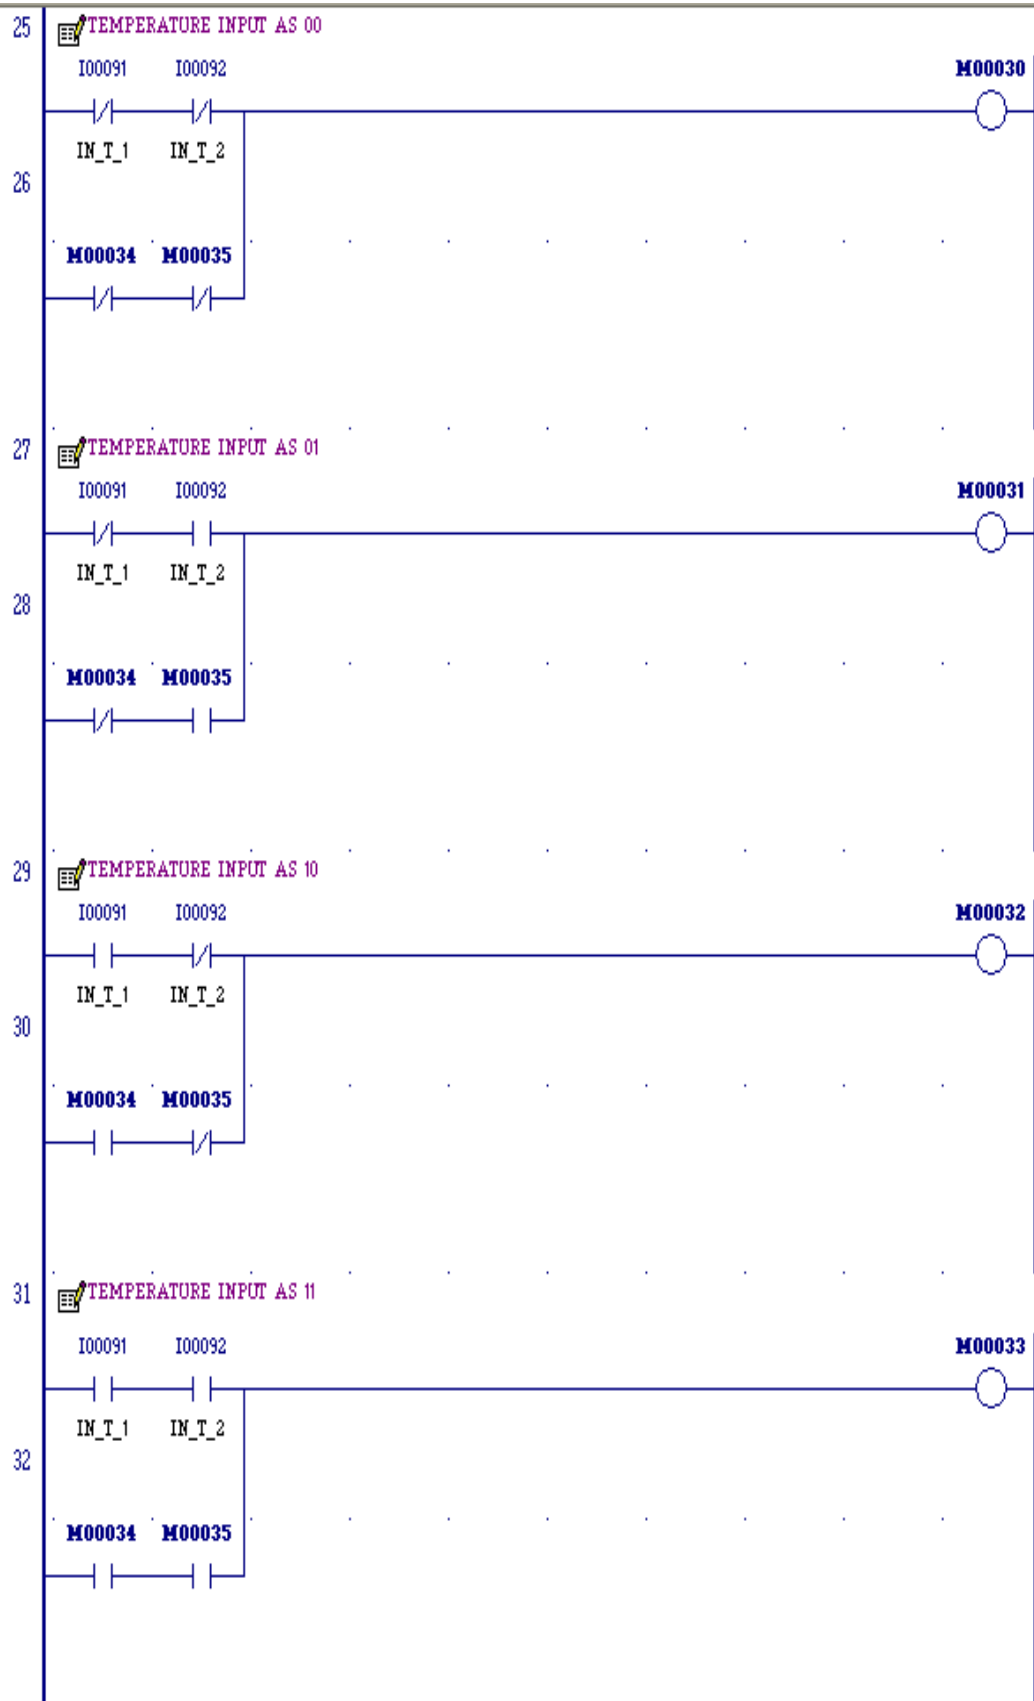 25 TEMPERATURE INPUT AS 00
I00091 I00092 M00030
IN_T_1 IN_T_2
26
M00034 M00035
27 TEMPERATURE INPUT AS 01
I00091 I00092 M00031
IN_T_1 IN_T_2
28
M00034 M00035
29 TEMPERATURE INPUT AS 10
I00091 I00092 M00032
IN_T_1 IN_T_2
30
M00034 M00035
31 TEMPERATURE INPUT AS 11
I00091 I00092 M00033
IN_T_1 IN_T_2
32
M00034 M00035